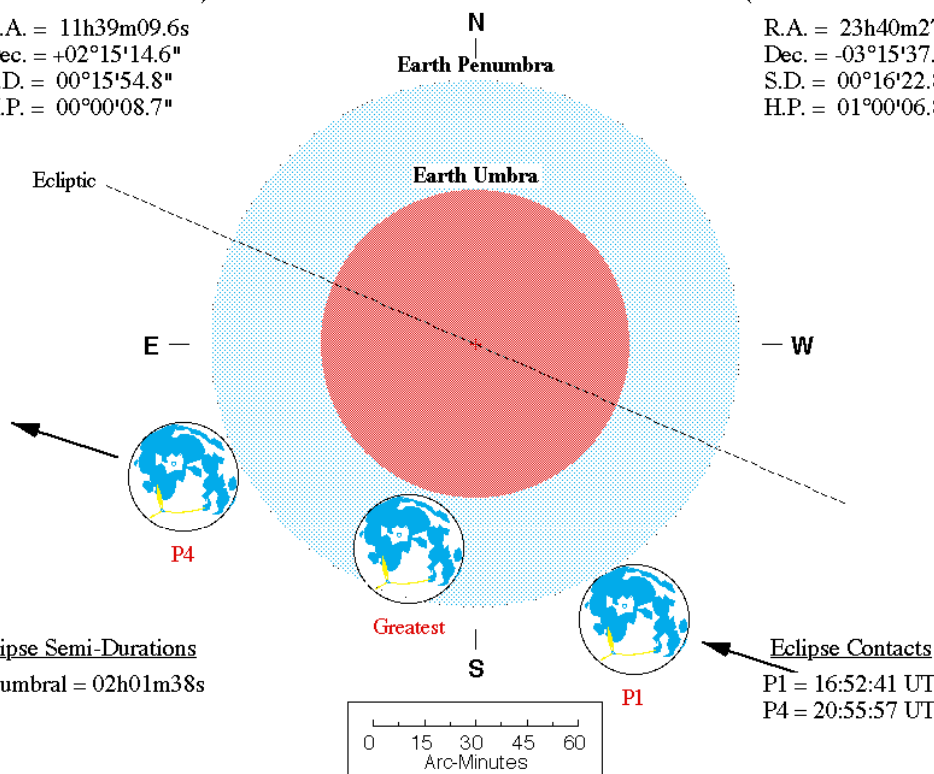 .A. = 11h39m09.6s
ec. = +02°15'14.6"
.D. = 00°15'54.8"
.P. = 00°00'08.7"
N
Earth Penumbra
R.A. = 23h40m2
Dec. = -03°15'37.
S.D. = 00°16'22.
H.P. = 01°00'06.
Earth Umbra
Ecliptic
E
W
P4
Greatest
P1
S
ipse Semi-Durations
umbral = 02h01m38s
Eclipse Contacts
P1 = 16:52:41 UT
P4 = 20:55:57 UT
0 15 30 45 60
Arc-Minutes